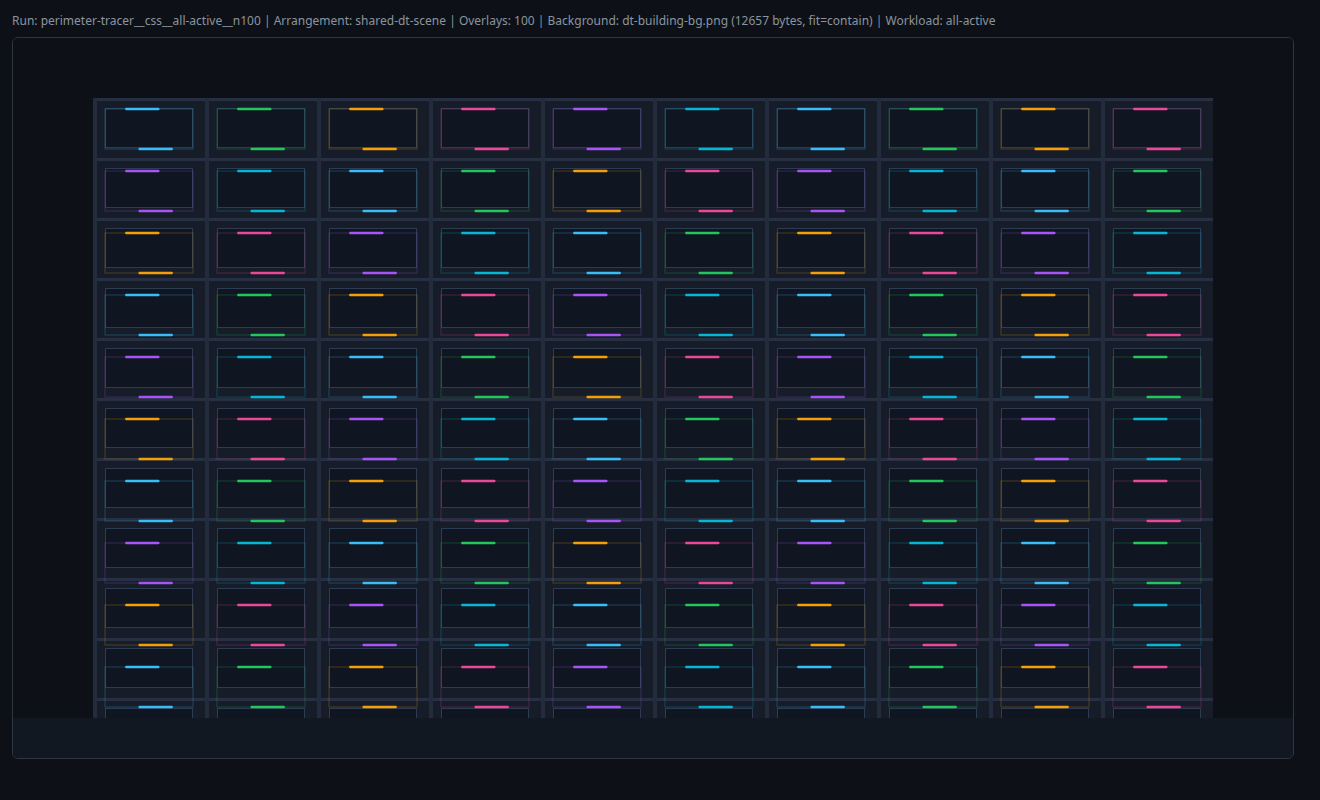 Run: perimeter-tracer__css__all-active__n100 | Arrangement: shared-dt-scene | Overlays: 100 | Background: dt-building-bg.png (12657 bytes, fit=contain) | Workload: all-active